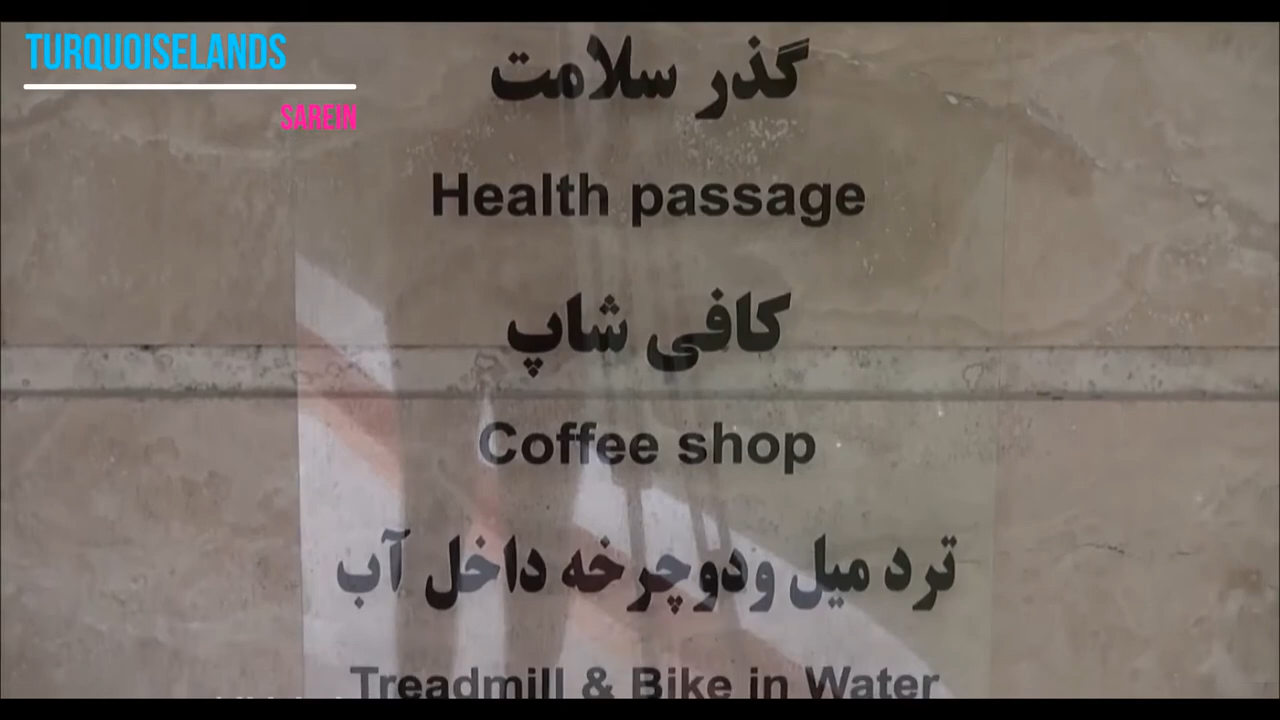 TURQUOISELANDS
SAREIN
گذر سلامت
Health passage
کافی شاپ
Coffee shop
ترد میل ودوچرخه داخل آب
Treadmill & Bike in Water